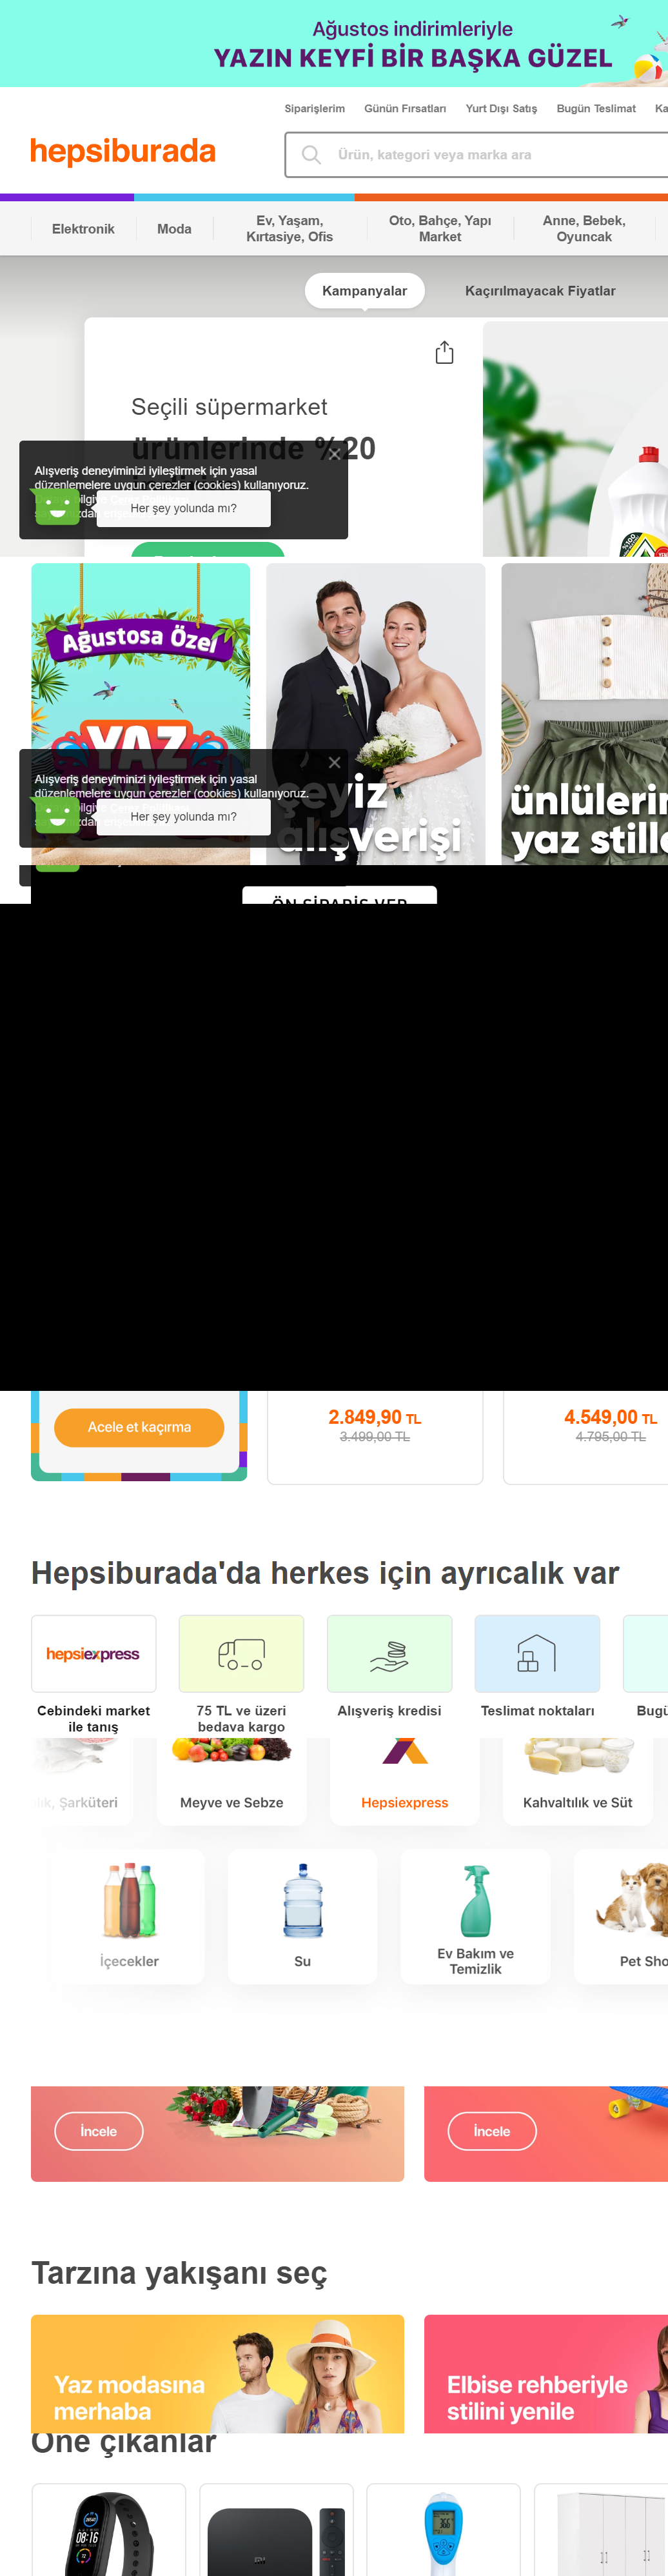 Ağustos indirimleriyle
YAZIN KEYFİ BİR BAŞKA GÜZEL
Siparişlerim Günün Fırsatları Yurt Dışı Satış Bugün Teslimat Ka
hepsiburada
Ürün, kategori veya marka ara
Elektronik
Moda
Ev, Yaşam,
Kırtasiye, Ofis
Oto, Bahçe, Yapı
Market
Anne, Bebek,
Oyuncak
Kampanyalar Kaçırılmayacak Fiyatlar
Seçili süpermarket
ürünlerinde %20
Alışveriş deneyiminizi iyileştirmek için yasal
düzenlemelere uygun çerezler (cookies) kullanıyoruz.
Her şey yolunda mı?
Ağustosa Özel
YAZ
çeyiz
alışverişi
ünlülerin
yaz stille
Alışveriş deneyiminizi iyileştirmek için yasal
düzenlemelere uygun çerezler (cookies) kullanıyoruz.
Her şey yolunda mı?
ÖN SİPARİŞ VER
Acele et kaçırma
2.849,90 TL
3.499,00 TL
4.549,00 TL
4.795,00 TL
Hepsiburada'da herkes için ayrıcalık var
hepsiexpress
Cebindeki market
ile tanış
75 TL ve üzeri
bedava kargo
Alışveriş kredisi
Teslimat noktaları
Bugü
Şarküteri
Meyve ve Sebze
Hepsiexpress
Kahvaltılık ve Süt
İçecekler
Su
Ev Bakım ve
Temizlik
Pet Sho
İncele
İncele
Tarzına yakışanı seç
Yaz modasına
merhaba
Elbise rehberiyle
stilini yenile
Öne çıkanlar
08:16